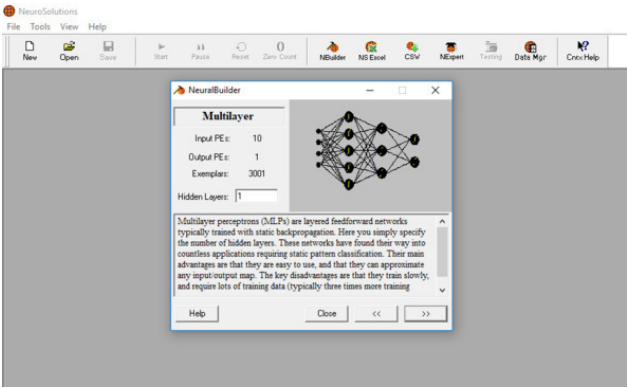 NeuroSolutions
File Tools View Help
New Open Save Start Pause Reset Zero Count NBuilder NS Excel CSW NExpert Testing Data Mgr Cntx Help
NeuralBuilder
Multilayer
Input PEs: 10
Output PEs: 1
Exemplars: 3001
Hidden Layers: 1
Multilayer perceptrons (MLPs) are layered feedforward networks
typically trained with static backpropagation. Here you simply specify
the number of hidden layers. These networks have found their way into
countless applications requiring static pattern classification. Their main
advantages are that they are easy to use, and that they can approximate
any input/output map. The key disadvantages are that they train slowly,
and require lots of training data (typically three times more training
Help Close << >>